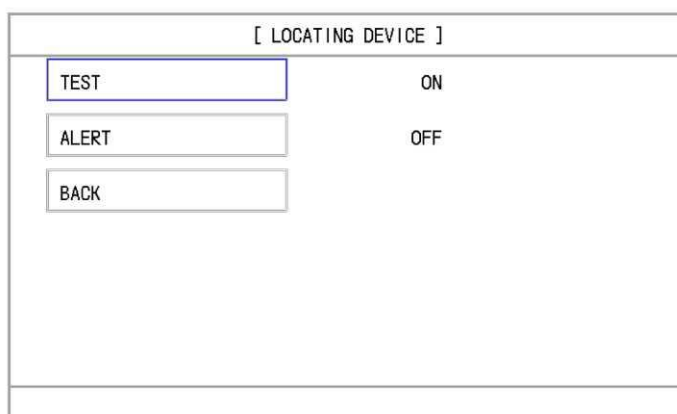 [ LOCATING DEVICE ]
TEST ON
ALERT OFF
BACK